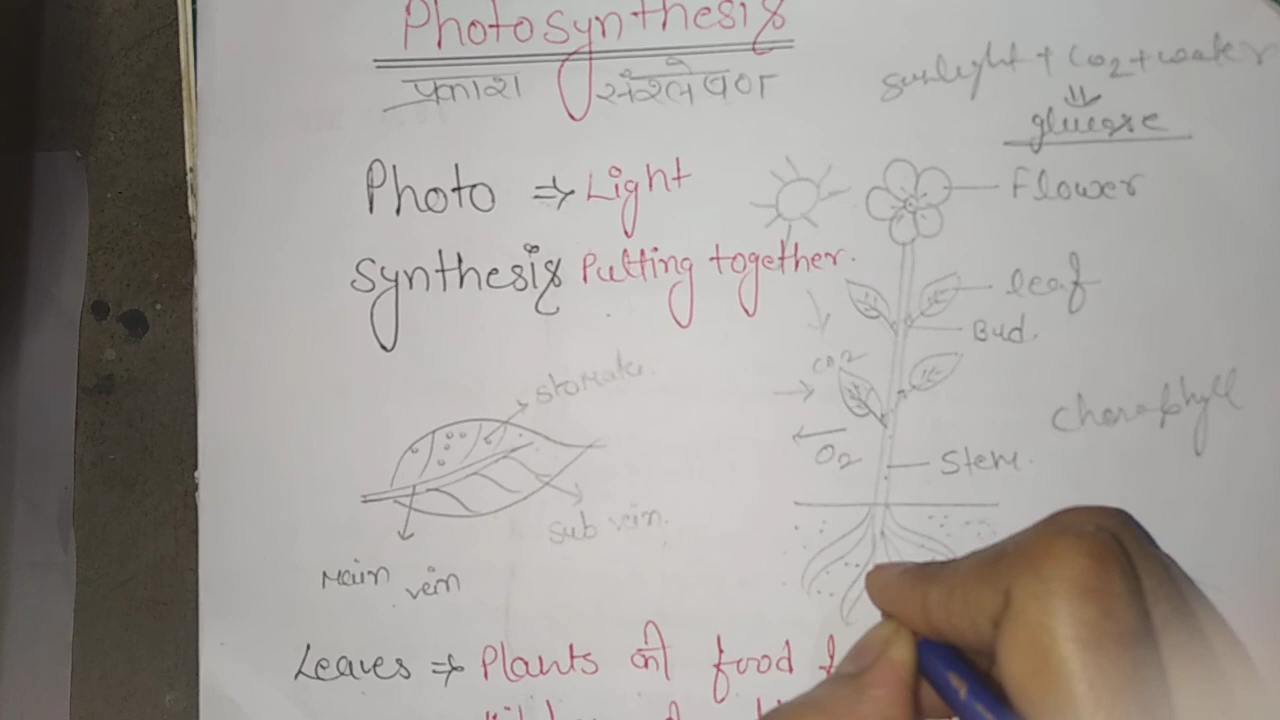 Photosynthesis
प्रकाश संश्लेषण
sunlight + CO2 + water
glucose
Photo ⇒ Light
Flower
Synthesis Putting together.
leaf
Bud.
CO2
stomata
Chorophyll
O2
Stem.
sub vein.
Main vein
Leaves ⇒ Plants की food